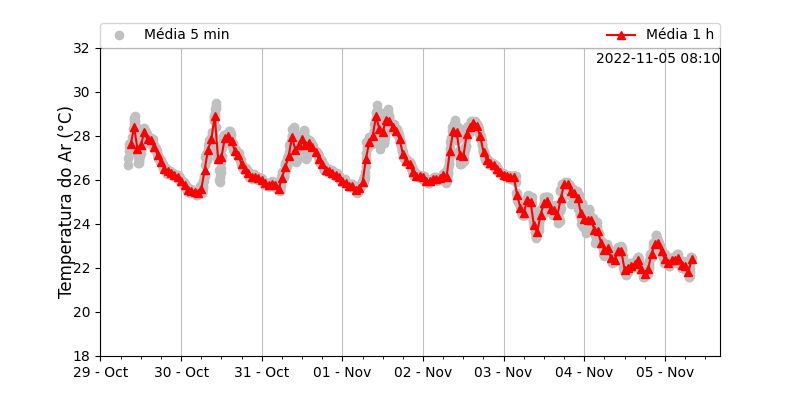 Média 5 min
Média 1 h
2022-11-05 08:10
Temperatura do Ar (°C)
32
30
28
26
24
22
20
18
29 - Oct
30 - Oct
31 - Oct
01 - Nov
02 - Nov
03 - Nov
04 - Nov
05 - Nov